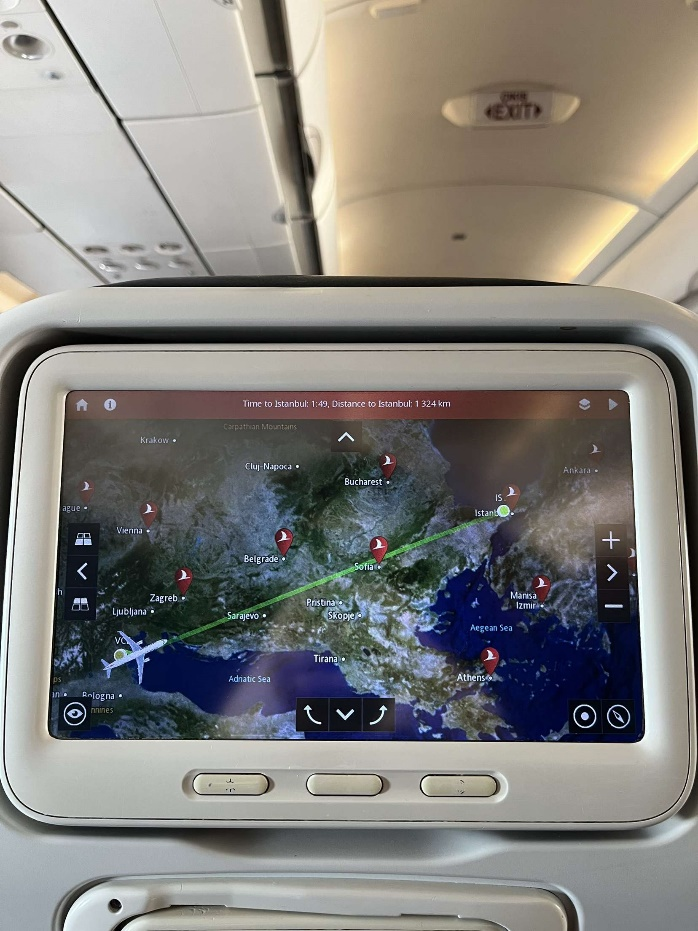 EXIT
Time to Istanbul: 1:49, Distance to Istanbul: 1 324 km
Carpathian Mountains
Krakow
Cluj-Napoca
Ankara
Bucharest
ague
IS
Istanb
Vienna
Belgrade
Sofia
Zagreb
Manisa
Ljubljana
Pristina
Izmir
Sarajevo
Skopje
Aegean Sea
VC
Tirana
Adriatic Sea
Athens
Bologna
nnines